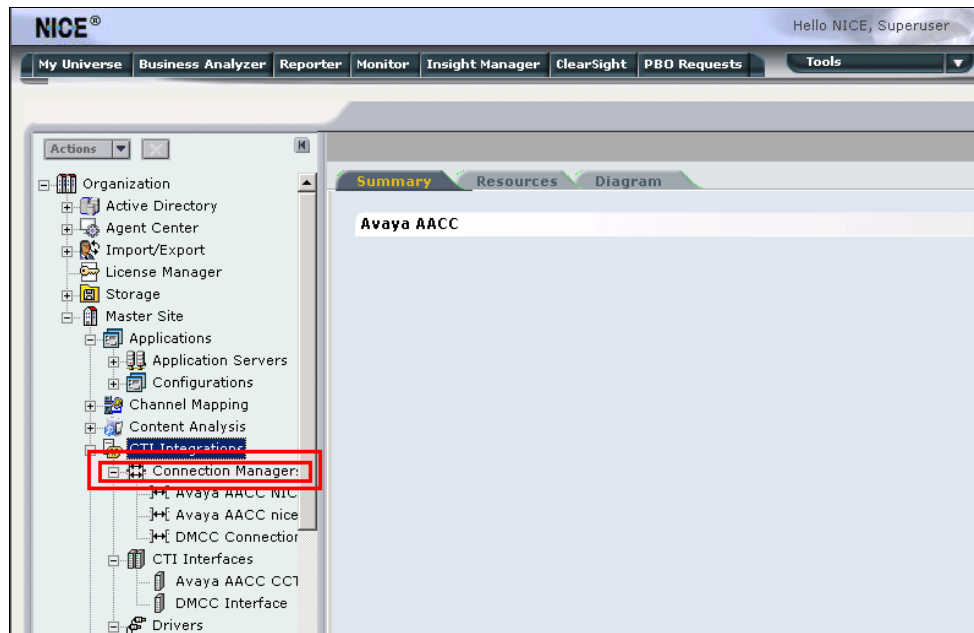 NICE®
Hello NICE, Superuser
My Universe Business Analyzer Reporter Monitor Insight Manager ClearSight PBO Requests Tools
Actions
Summary Resources Diagram
Avaya AACC
Organization
Active Directory
Agent Center
Import/Export
License Manager
Storage
Master Site
Applications
Application Servers
Configurations
Channel Mapping
Content Analysis
CTI Integrations
Connection Manager
Avaya AACC NIC
Avaya AACC nice
DMCC Connection
CTI Interfaces
Avaya AACC CCT
DMCC Interface
Drivers